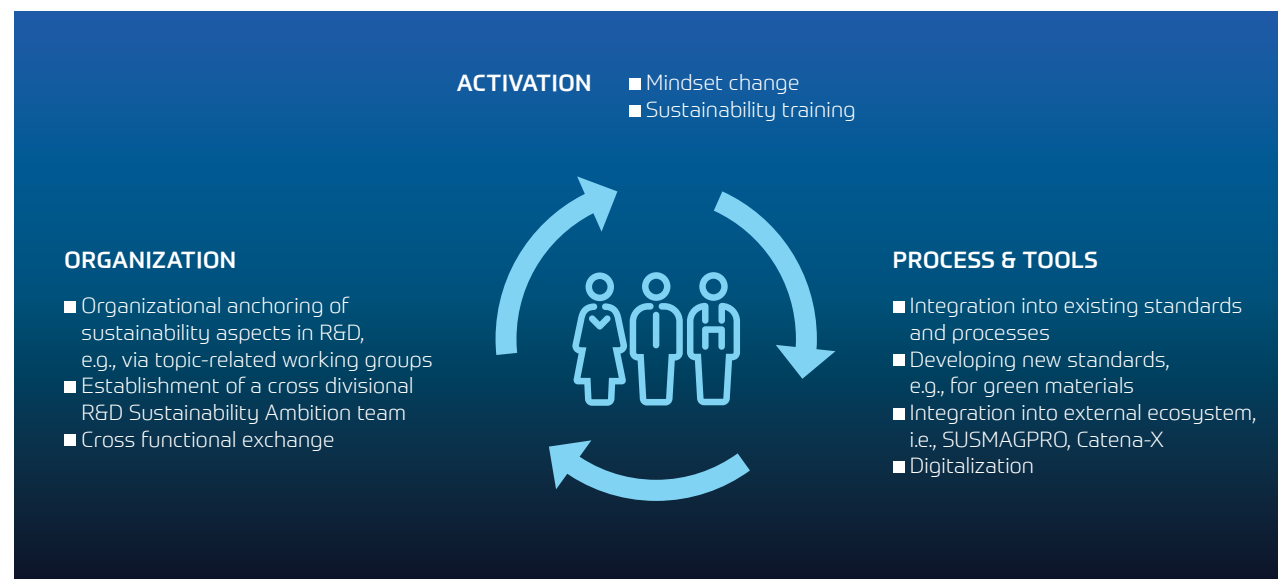 ACTIVATION
■ Mindset change
■ Sustainability training
ORGANIZATION
■ Organizational anchoring of
sustainability aspects in R&D,
e.g., via topic-related working groups
■ Establishment of a cross divisional
R&D Sustainability Ambition team
■ Cross functional exchange
PROCESS & TOOLS
■ Integration into existing standards
and processes
■ Developing new standards,
e.g., for green materials
■ Integration into external ecosystem,
i.e., SUSMAGPRO, Catena-X
■ Digitalization